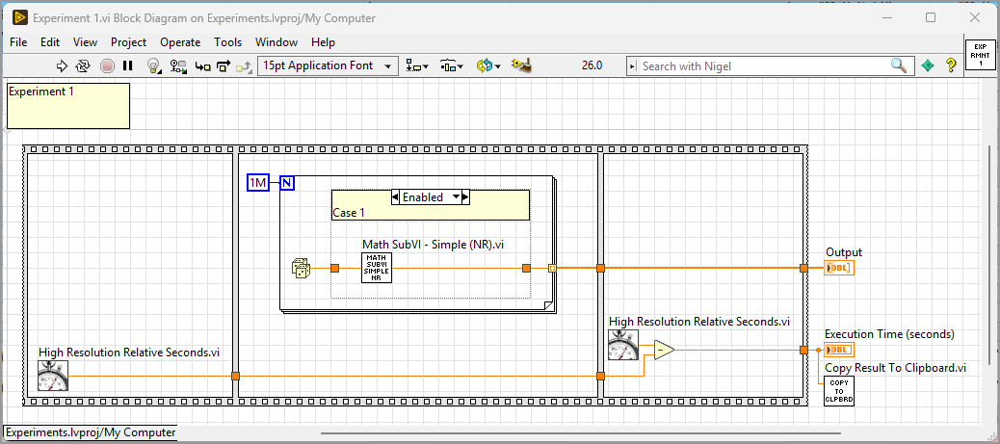 Experiment 1.vi Block Diagram on Experiments.lvproj/My Computer
File Edit View Project Operate Tools Window Help
15pt Application Font
26.0
Search with Nigel
?
EXP
RMNT
1
Experiment 1
1M
N
Enabled
Case 1
Math SubVI - Simple (NR).vi
MATH
SUBVI
SIMPLE
NR
Output
DBL
High Resolution Relative Seconds.vi
Execution Time (seconds)
DBL
High Resolution Relative Seconds.vi
Copy Result To Clipboard.vi
COPY
TO
CLPBRD
Experiments.lvproj/My Computer